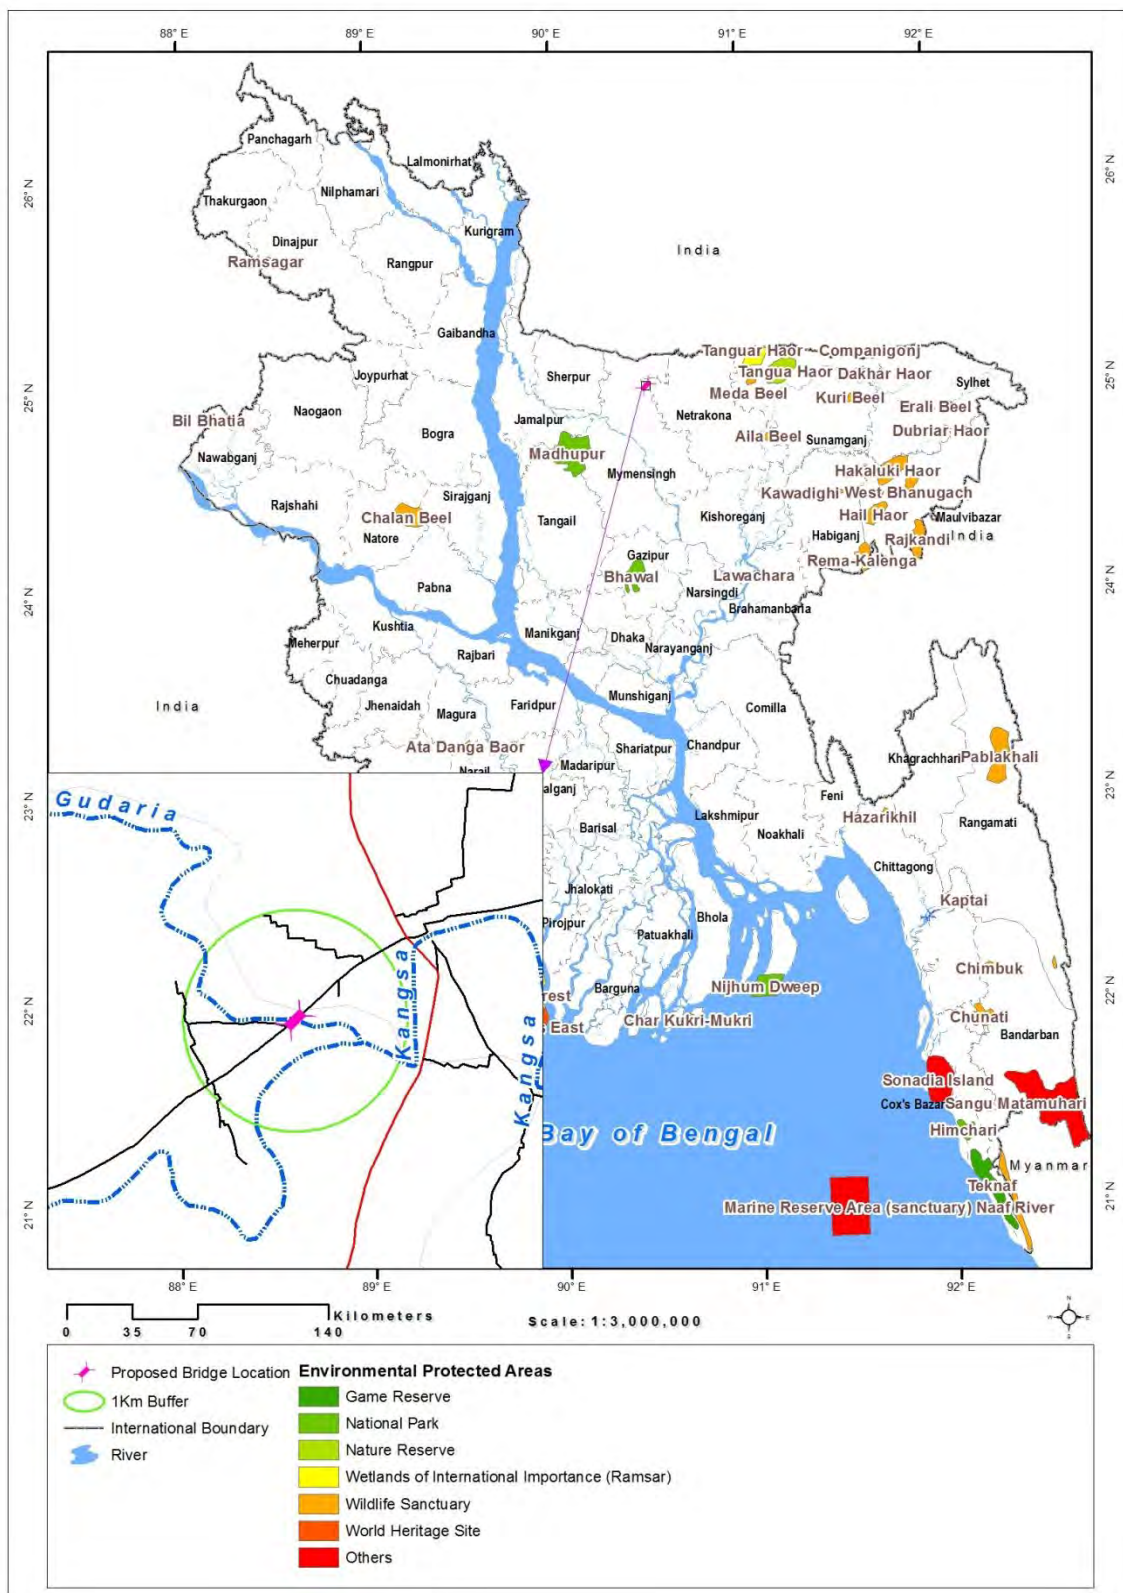 88° E 89° E 90° E 91° E 92° E
26° N
26° N
25° N
25° N
24° N
24° N
23° N
23° N
22° N
22° N
21° N
21° N
Panchagarh
Lalmonirhat
Nilphamari
Thakurgaon
Kurigram
Dinajpur
Ramsagar
Rangpur
India
Gaibandha
Tanguar Haor
Companigonj
Joypurhat
Sherpur
Tangua Haor
Dakhar Haor
Sylhet
Meda Beel
Kuri Beel
Naogaon
Netrakona
Erali Beel
Bil Bhatia
Jamalpur
Bogra
Aila Beel
Sunamganj
Dubriar Haor
Nawabganj
Madhupur
Mymensingh
Hakaluki Haor
Sirajganj
Kawadighi
West Bhanugach
Rajshahi
Chalan Beel
Tangail
Kishoreganj
Hail Haor
Maulvibazar
Natore
Habiganj
Rajkandi
India
Gazipur
Rema-Kalenga
Bhawal
Lawachara
Pabna
Narsingdi
Brahamanbaria
Kushtia
Manikganj
Dhaka
Meherpur
Narayanganj
Rajbari
Chuadanga
Munshiganj
Jhenaidah
Magura
Faridpur
Comilla
India
Ata Danga Baor
Shariatpur
Chandpur
Khagrachhari
Pablakhali
Narail
Madaripur
alganj
Feni
Lakshmipur
Hazarikhil
Rangamati
Barisal
Noakhali
Chittagong
Jhalokati
Kaptai
Pirojpur
Bhola
Patuakhali
Chimbuk
Barguna
Nijhum Dweep
rest
East
Char Kukri-Mukri
Chunati
Bandarban
Sonadia Island
Cox's Bazar
Sangu Matamuhari
Himchari
Bay of Bengal
Myanmar
Teknaf
Marine Reserve Area (sanctuary)
Naaf River
Gudaria
Kangsa
Kangsa
88° E 89° E 90° E 91° E 92° E
Kilometers
0 35 70 140
Scale: 1:3,000,000
N
W E
S
Proposed Bridge Location
1Km Buffer
International Boundary
River
Environmental Protected Areas
Game Reserve
National Park
Nature Reserve
Wetlands of International Importance (Ramsar)
Wildlife Sanctuary
World Heritage Site
Others